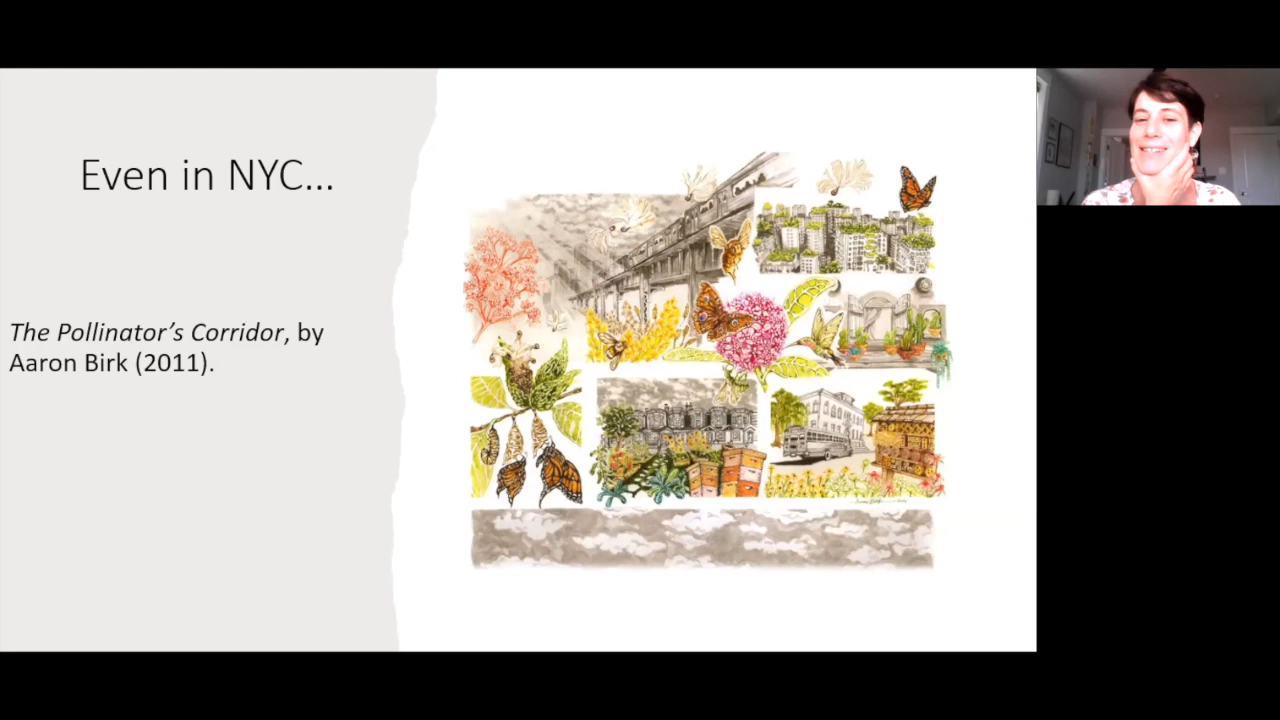 Even in NYC...
The Pollinator's Corridor, by
Aaron Birk (2011).